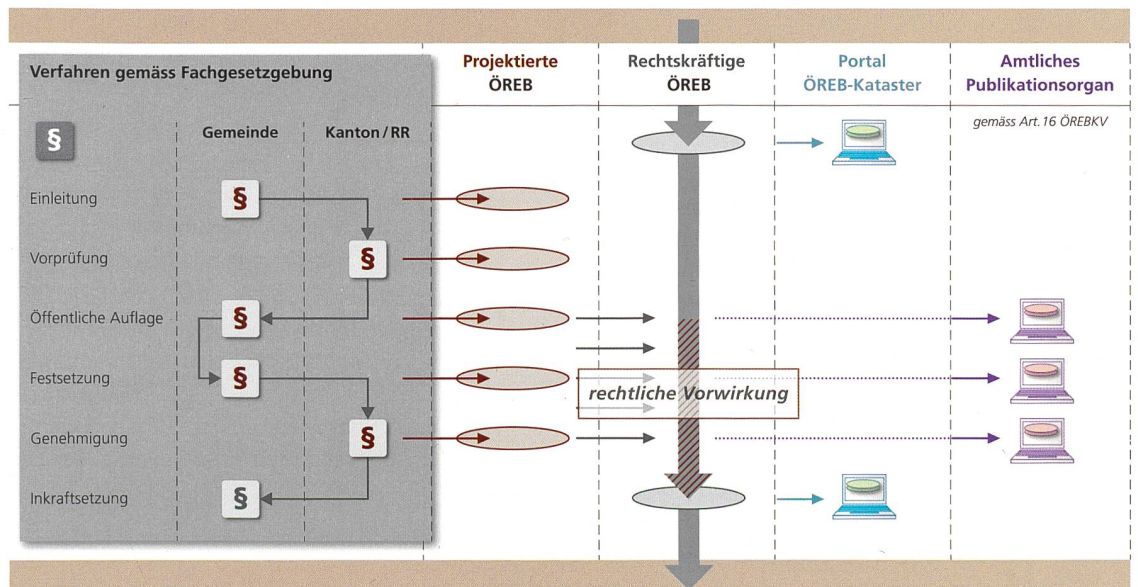 Verfahren gemäss Fachgesetzgebung
Projektierte
ÖREB
Rechtskräftige
ÖREB
Portal
ÖREB-Kataster
Amtliches
Publikationsorgan
gemäss Art. 16 ÖREBKV
§
Gemeinde
Kanton / RR
Einleitung
§
Vorprüfung
§
Öffentliche Auflage
§
Festsetzung
§
rechtliche Vorwirkung
Genehmigung
§
Inkraftsetzung
§